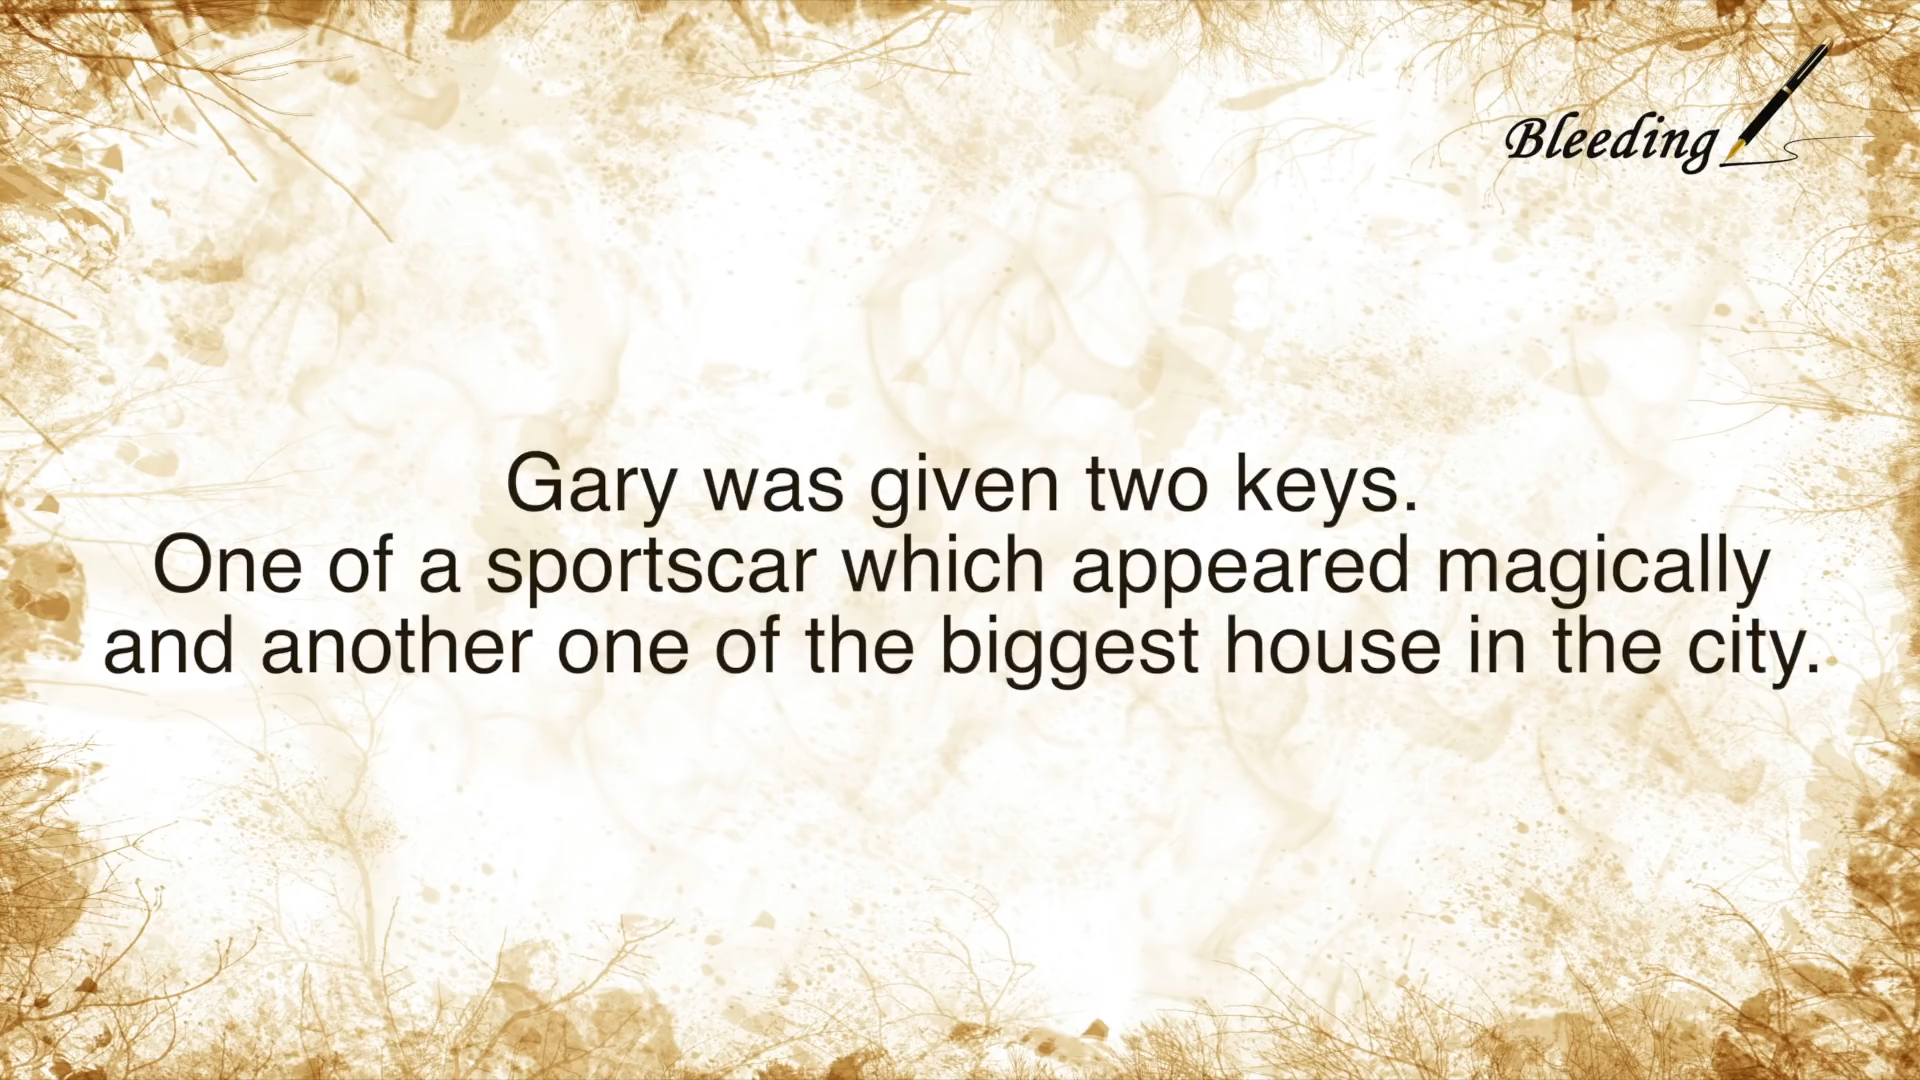 Bleeding
Gary was given two keys.
One of a sportscar which appeared magically
and another one of the biggest house in the city.